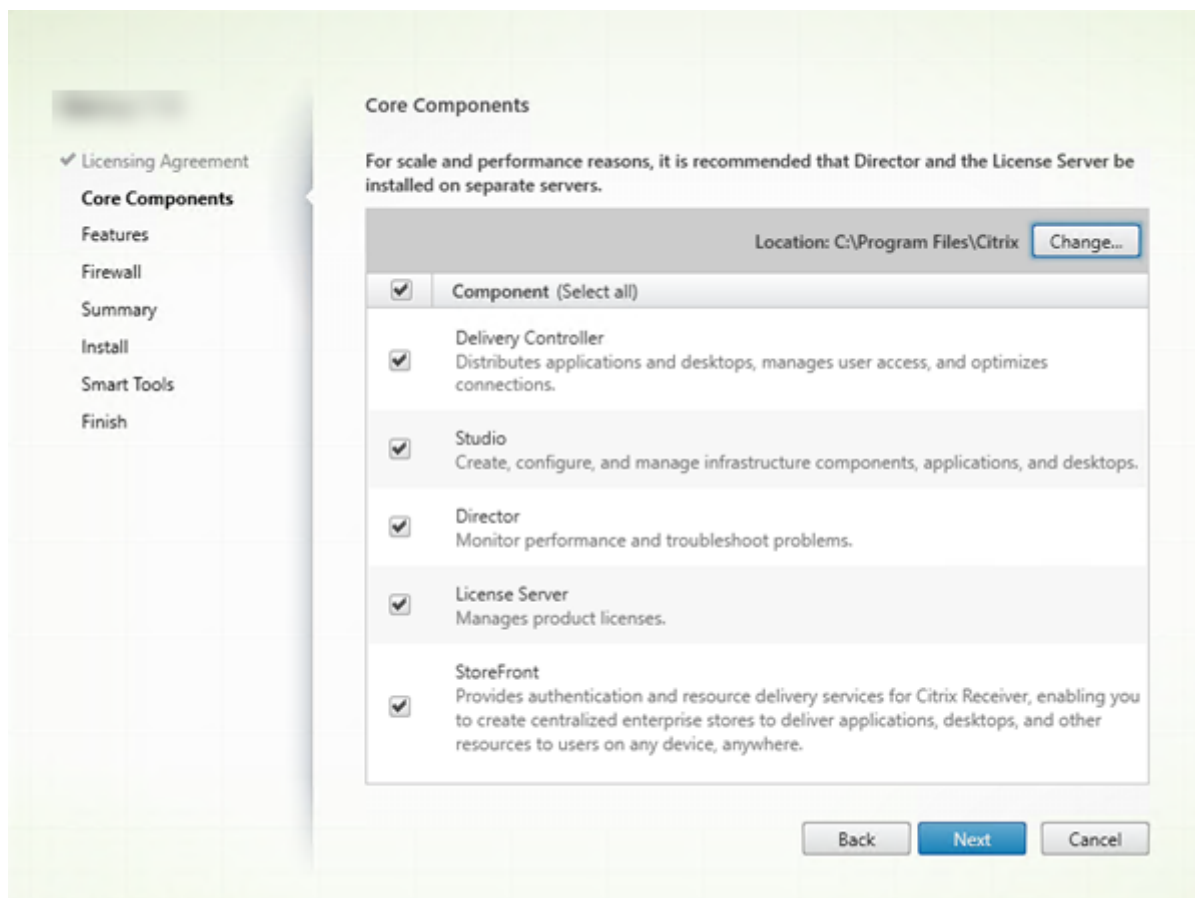 Licensing Agreement
Core Components
Features
Firewall
Summary
Install
Smart Tools
Finish
Core Components
For scale and performance reasons, it is recommended that Director and the License Server be
installed on separate servers.
Location: C:\Program Files\Citrix
Change...
Component (Select all)
Delivery Controller
Distributes applications and desktops, manages user access, and optimizes
connections.
Studio
Create, configure, and manage infrastructure components, applications, and desktops.
Director
Monitor performance and troubleshoot problems.
License Server
Manages product licenses.
StoreFront
Provides authentication and resource delivery services for Citrix Receiver, enabling you
to create centralized enterprise stores to deliver applications, desktops, and other
resources to users on any device, anywhere.
Back
Next
Cancel